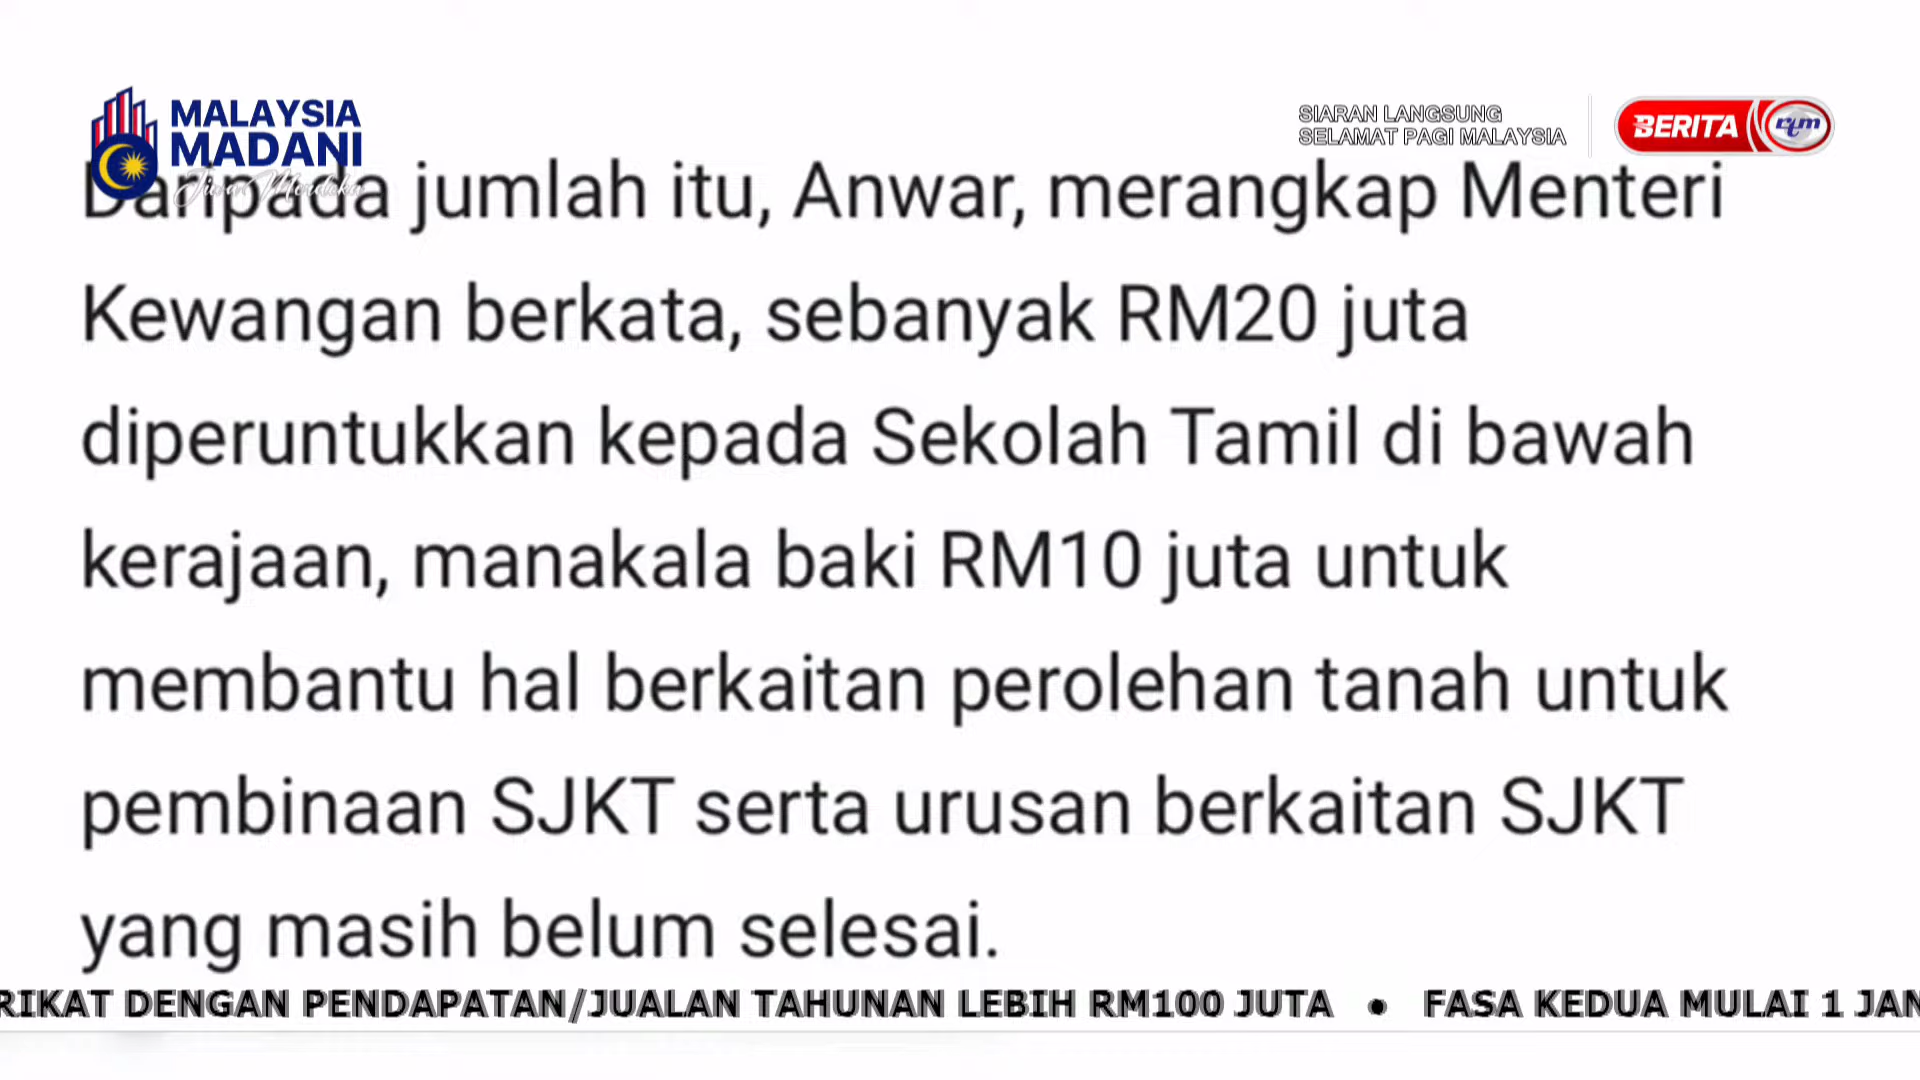 MALAYSIA
MADANI
SIARAN LANGSUNG
SELAMAT PAGI MALAYSIA
BERITA rtm
Daripada jumlah itu, Anwar, merangkap Menteri
Kewangan berkata, sebanyak RM20 juta
diperuntukkan kepada Sekolah Tamil di bawah
kerajaan, manakala baki RM10 juta untuk
membantu hal berkaitan perolehan tanah untuk
pembinaan SJKT serta urusan berkaitan SJKT
yang masih belum selesai.
RIKAT DENGAN PENDAPATAN/JUALAN TAHUNAN LEBIH RM100 JUTA • FASA KEDUA MULAI 1 JAN